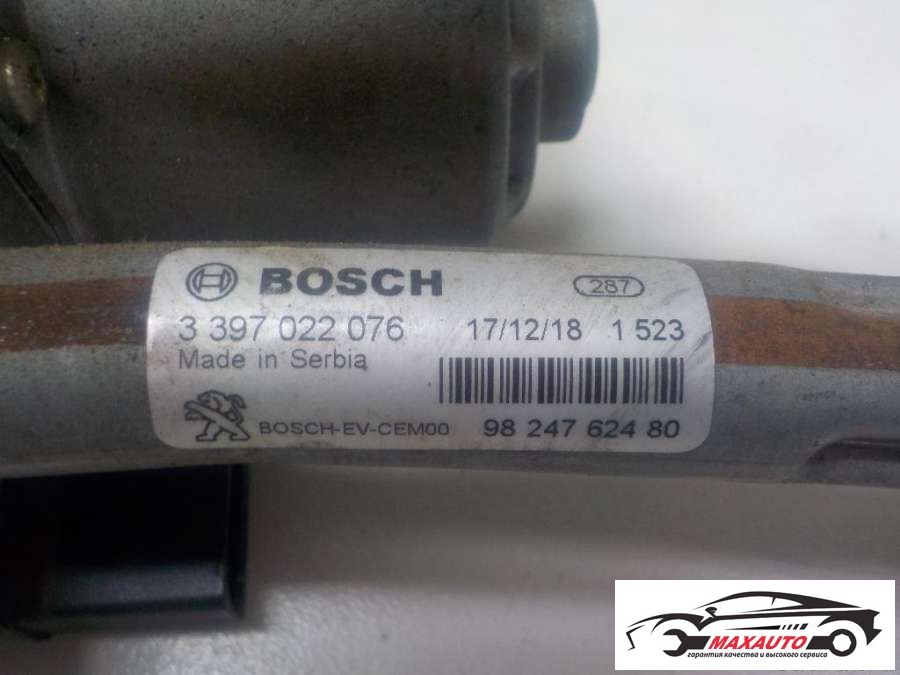 BOSCH 287
3 397 022 076 17/12/18 1 523
Made in Serbia
BOSCH-EV-CEM00 98 247 624 80
MAXAUTO
гарантия качества и высокого сервиса